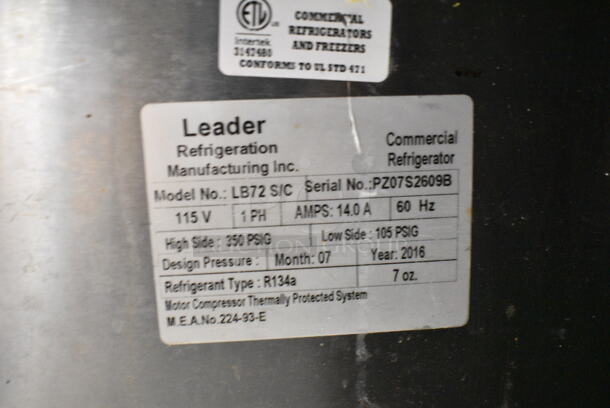 ETL
US
Intertek
3147480
COMMERCIAL
REFRIGERATORS
AND FREEZERS
CONFORMS TO UL STD 471
Leader
Refrigeration
Manufacturing Inc.
Commercial
Refrigerator
Model No.: LB72 S/C Serial No.:PZ07S2609B
115 V 1 PH AMPS: 14.0 A 60 Hz
High Side : 350 PSIG Low Side : 105 PSIG
Design Pressure : Month: 07 Year: 2016
Refrigerant Type : R134a 7 oz.
Motor Compressor Thermally Protected System
M.E.A.No.224-93-E